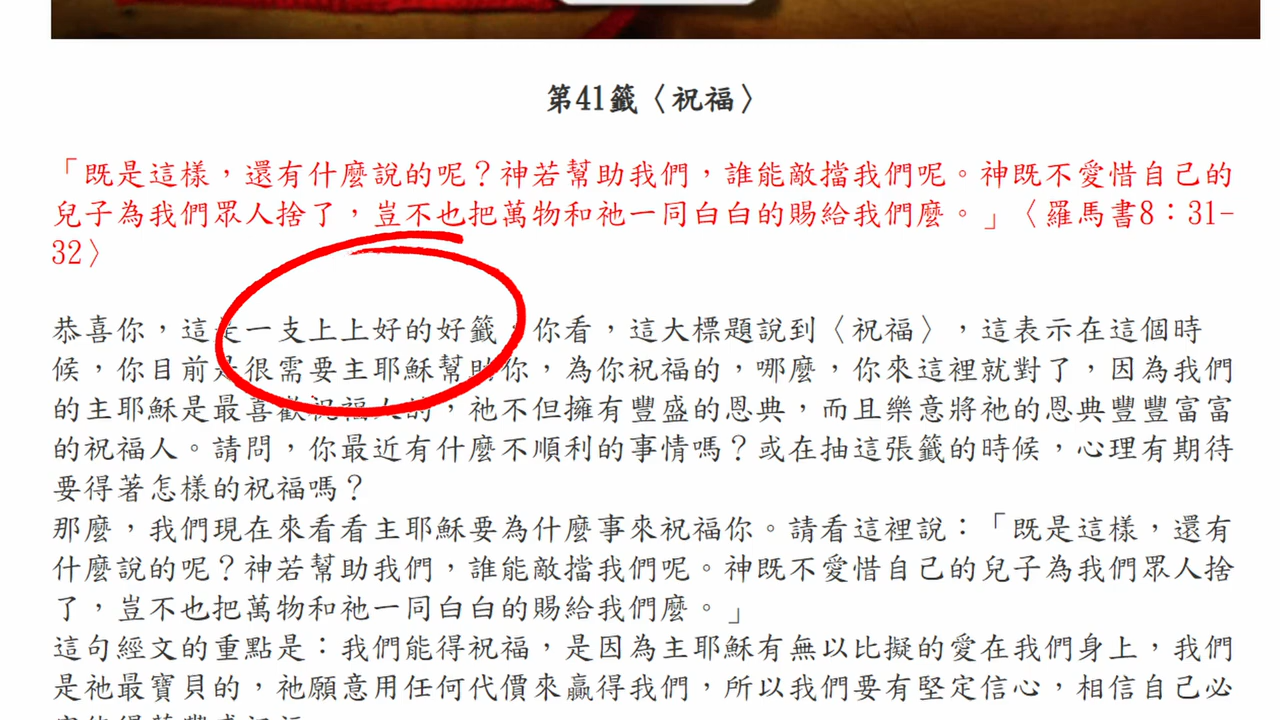 第41籤〈祝福〉
「既是這樣，還有什麼說的呢？神若幫助我們，誰能敵擋我們呢。神既不愛惜自己的
兒子為我們眾人捨了，豈不也把萬物和祂一同白白的賜給我們麼。」〈羅馬書8：31-
32〉
恭喜你，這是一支上上好的好籤。你看，這大標題說到〈祝福〉，這表示在這個時
候，你目前是很需要主耶穌幫助你，為你祝福的，哪麼，你來這裡就對了，因為我們
的主耶穌是最喜歡祝福人的，祂不但擁有豐盛的恩典，而且樂意將祂的恩典豐豐富富
的祝福人。請問，你最近有什麼不順利的事情嗎？或在抽這張籤的時候，心理有期待
要得著怎樣的祝福嗎？
那麼，我們現在來看看主耶穌要為什麼事來祝福你。請看這裡說：「既是這樣，還有
什麼說的呢？神若幫助我們，誰能敵擋我們呢。神既不愛惜自己的兒子為我們眾人捨
了，豈不也把萬物和祂一同白白的賜給我們麼。」
這句經文的重點是：我們能得祝福，是因為主耶穌有無以比擬的愛在我們身上，我們
是祂最寶貝的，祂願意用任何代價來贏得我們，所以我們要有堅定信心，相信自己必